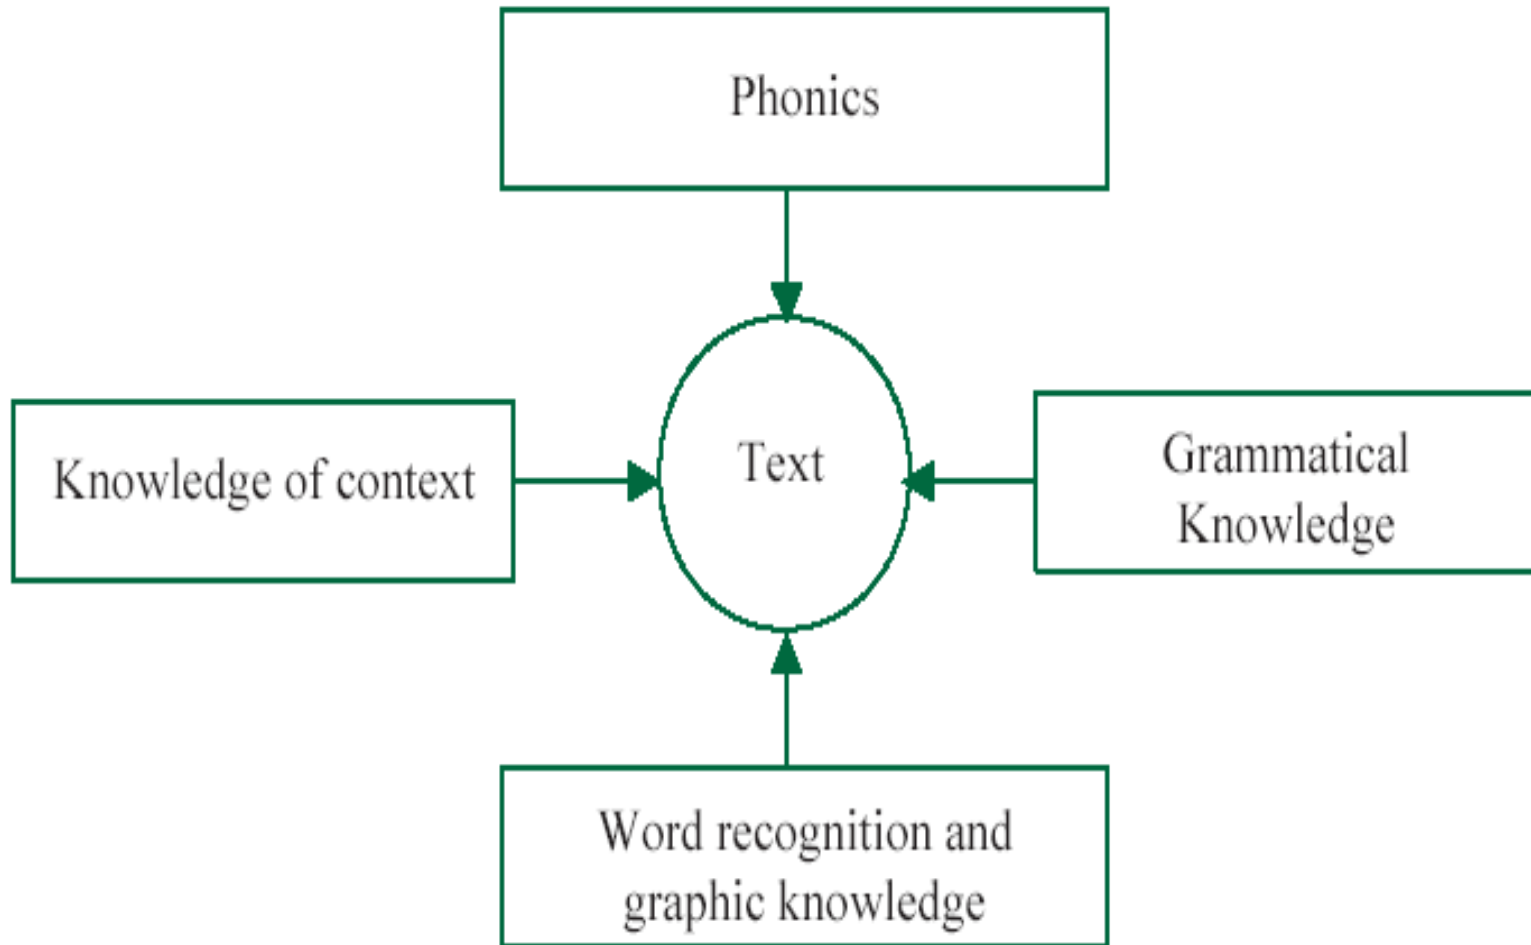 Phonics
Knowledge of context
Text
Grammatical
Knowledge
Word recognition and
graphic knowledge